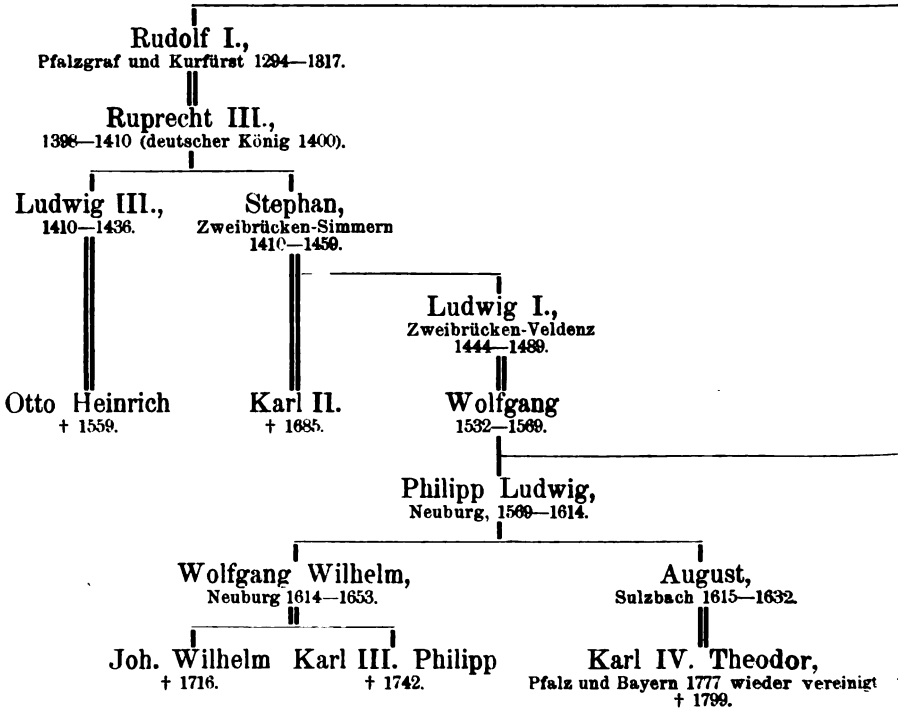 Rudolf I.,
Pfalzgraf und Kurfürst 1294—1317.
Ruprecht III.,
1398—1410 (deutscher König 1400).
Ludwig III.,
1410—1436.
Stephan,
Zweibrücken-Simmern
1410—1459.
Ludwig I.,
Zweibrücken-Veldenz
1444—1489.
Otto Heinrich
† 1559.
Karl II.
† 1685.
Wolfgang
1532—1569.
Philipp Ludwig,
Neuburg, 1569—1614.
Wolfgang Wilhelm,
Neuburg 1614—1653.
August,
Sulzbach 1615—1632.
Joh. Wilhelm
† 1716.
Karl III. Philipp
† 1742.
Karl IV. Theodor,
Pfalz und Bayern 1777 wieder vereinigt
† 1799.